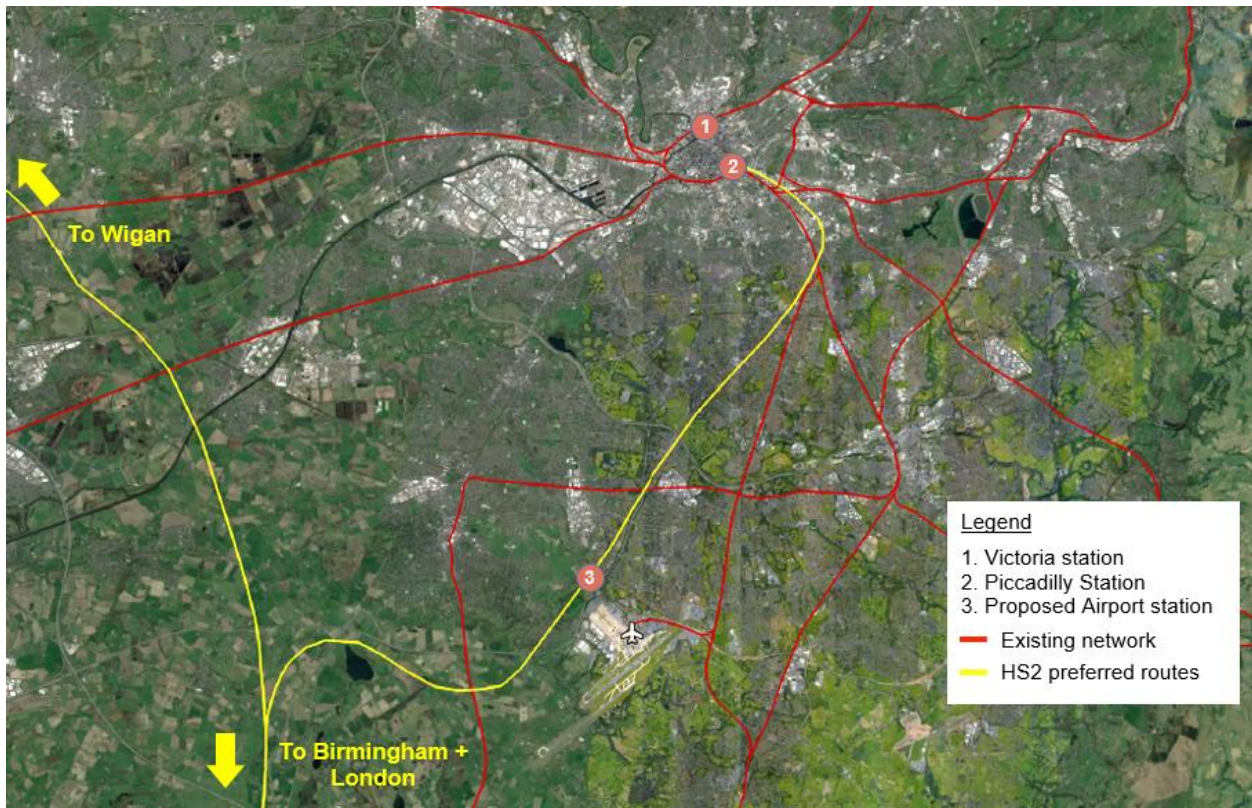 1
2
To Wigan
3
To Birmingham +
London
Legend
1. Victoria station
2. Piccadilly Station
3. Proposed Airport station
Existing network
HS2 preferred routes